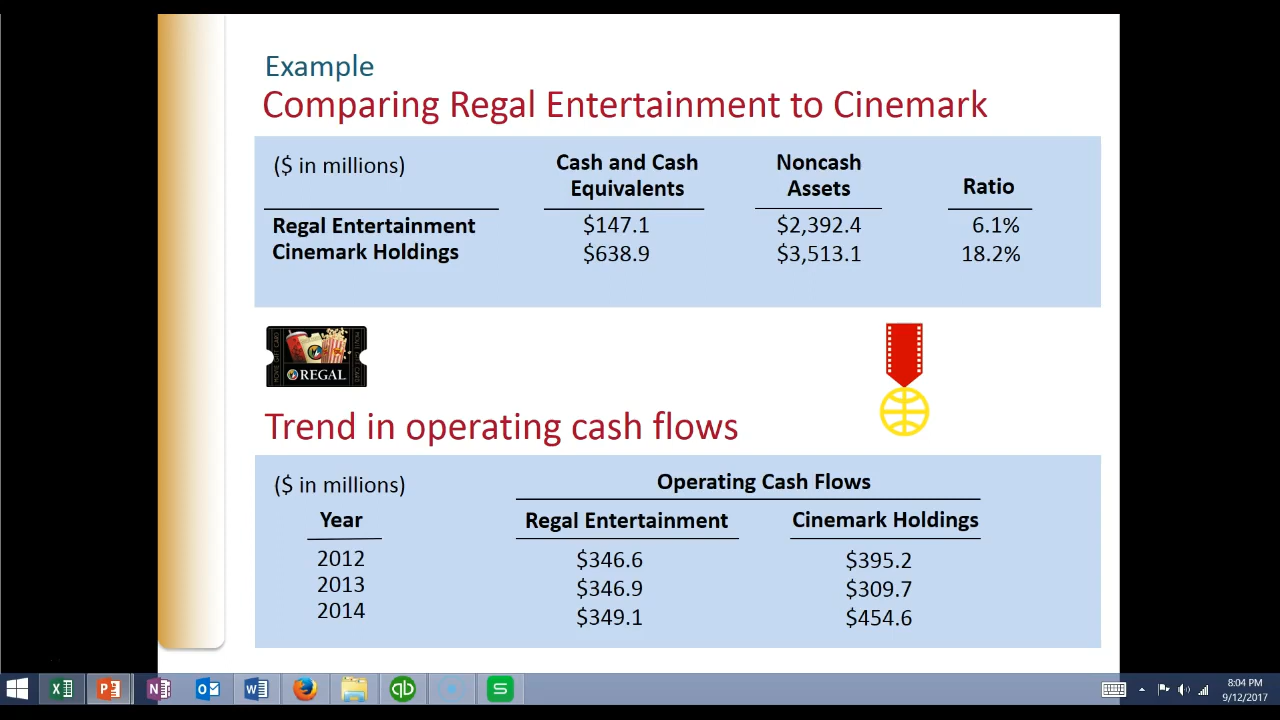 Example
Comparing Regal Entertainment to Cinemark
($ in millions)
Cash and Cash Equivalents
Noncash Assets
Ratio
Regal Entertainment $147.1 $2,392.4 6.1%
Cinemark Holdings $638.9 $3,513.1 18.2%
REGAL
Trend in operating cash flows
($ in millions)
Operating Cash Flows
Year Regal Entertainment Cinemark Holdings
2012 $346.6 $395.2
2013 $346.9 $309.7
2014 $349.1 $454.6
8:04 PM
9/12/2017